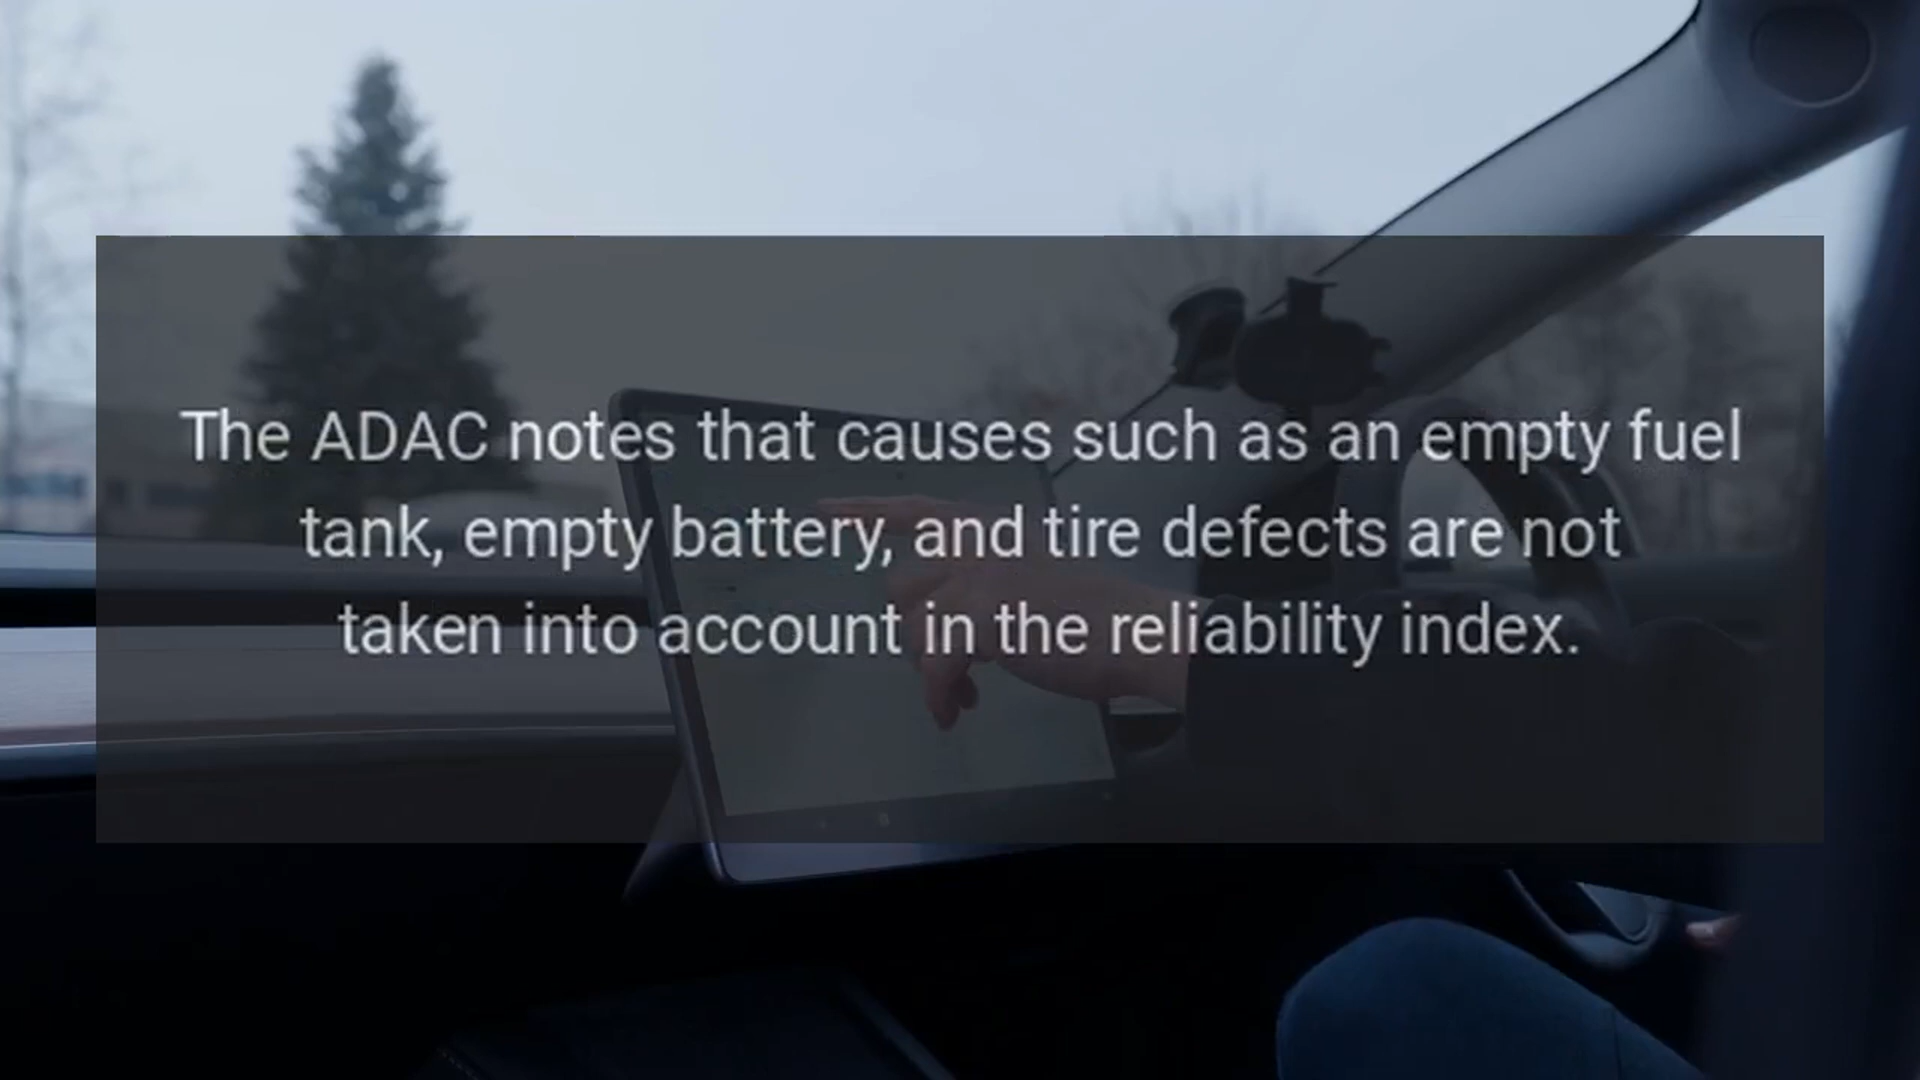 The ADAC notes that causes such as an empty fuel
tank, empty battery, and tire defects are not
taken into account in the reliability index.